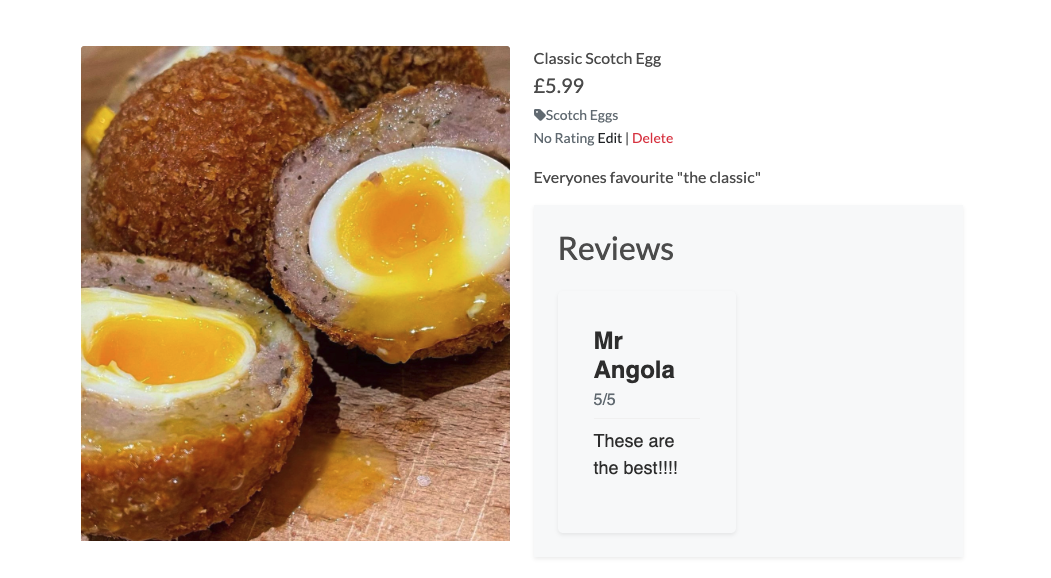 Classic Scotch Egg
£5.99
Scotch Eggs
No Rating Edit | Delete
Everyones favourite "the classic"
Reviews
Mr
Angola
5/5
These are
the best!!!!